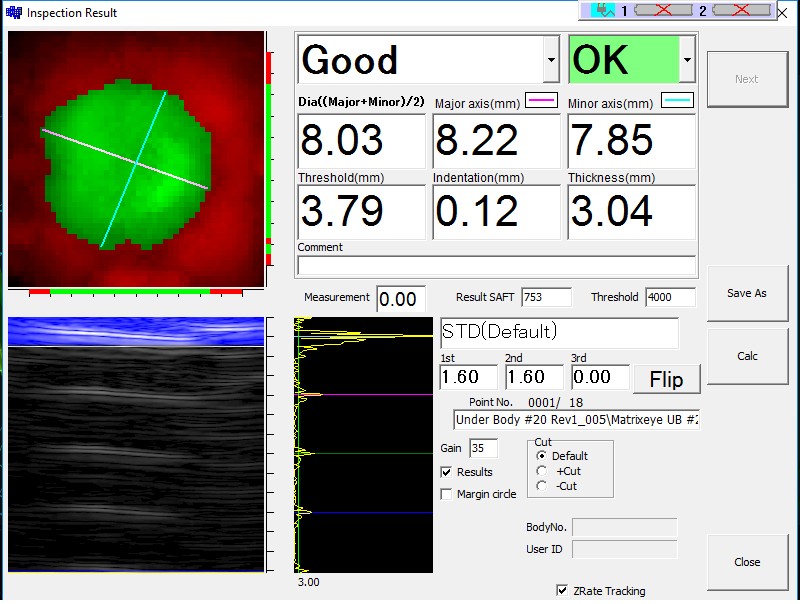 Inspection Result
1 2
Good OK
Next
Dia((Major+Minor)/2) Major axis(mm) Minor axis(mm)
8.03 8.22 7.85
Threshold(mm) Indentation(mm) Thickness(mm)
3.79 0.12 3.04
Comment
Measurement 0.00 Result SAFT 753 Threshold 4000
Save As
STD(Default)
1st 2nd 3rd
1.60 1.60 0.00 Flip
Calc
Point No. 0001/ 18
Under Body #20 Rev1_005\Matrixeye UB #2
Gain 35
Cut
Default
+Cut
-Cut
Results
Margin circle
BodyNo.
User ID
Close
3.00
ZRate Tracking